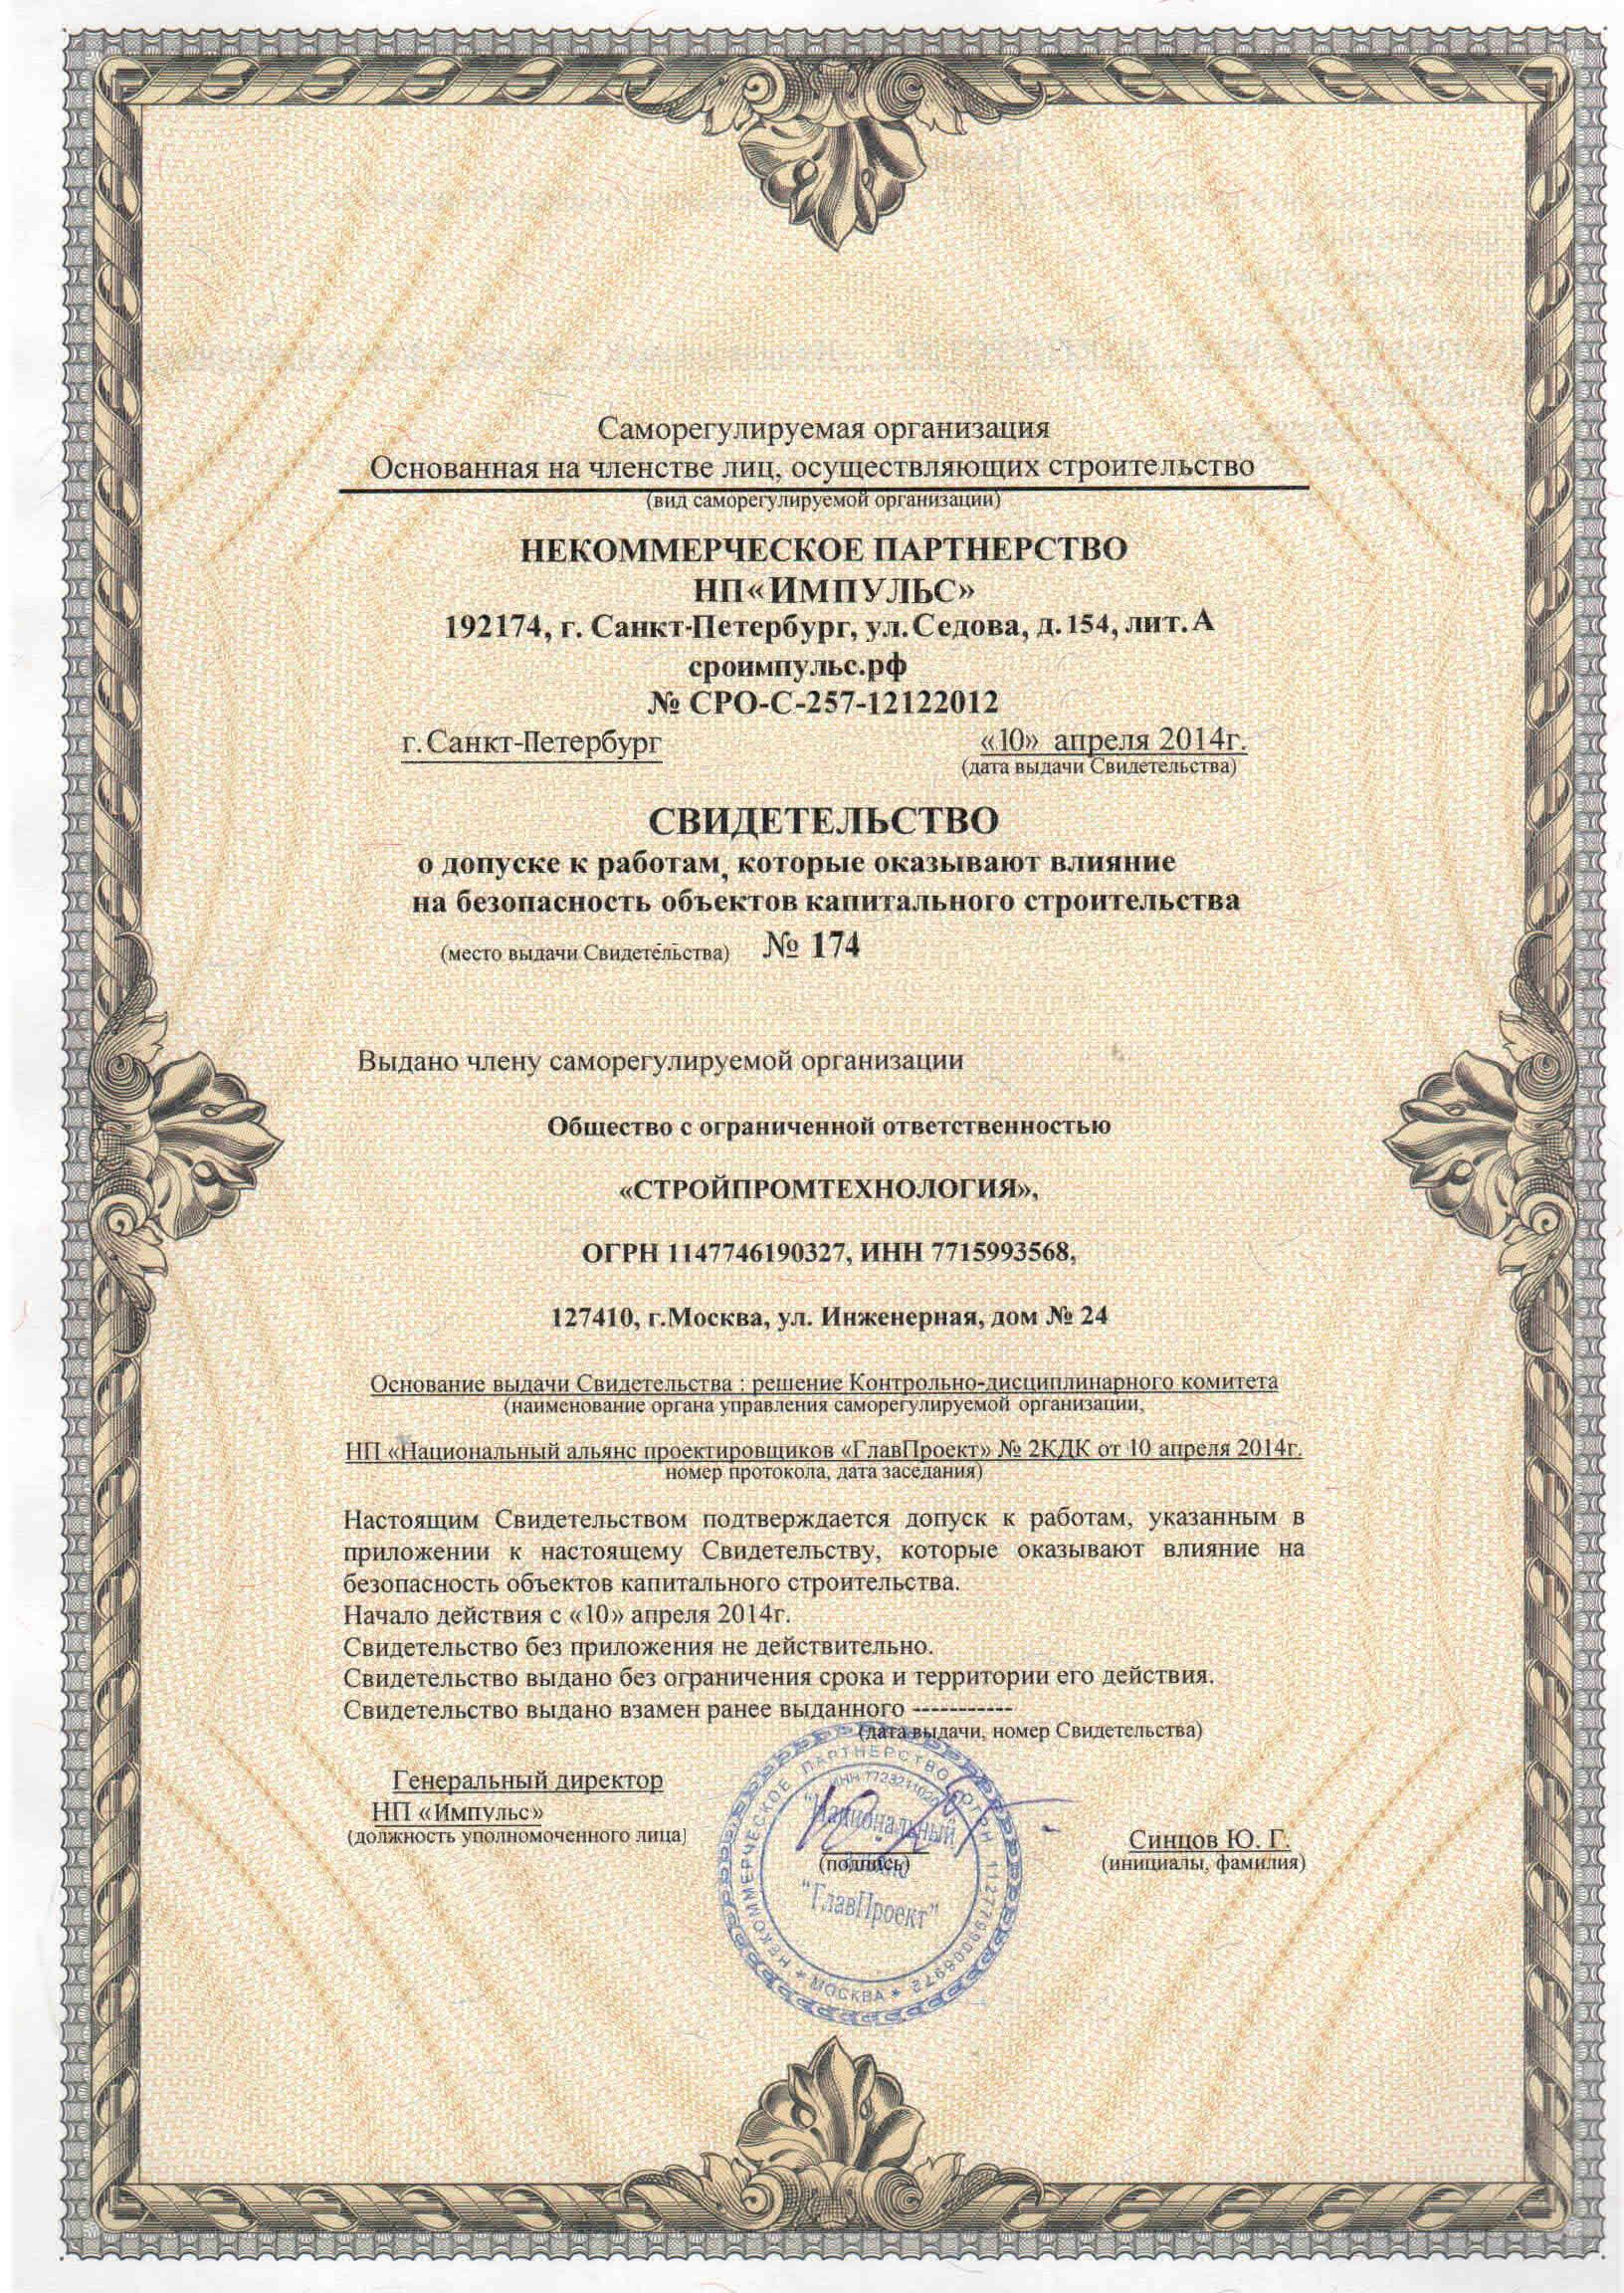 Саморегулируемая организация
Основанная на членстве лиц, осуществляющих строительство
(вид саморегулируемой организации)
НЕКОММЕРЧЕСКОЕ ПАРТНЕРСТВО
НП«ИМПУЛЬС»
192174, г. Санкт-Петербург, ул. Седова, д. 154, лит. А
сроимпульс.рф
№ СРО-С-257-12122012
г. Санкт-Петербург «10» апреля 2014г.
(дата выдачи Свидетельства)
СВИДЕТЕЛЬСТВО
о допуске к работам, которые оказывают влияние
на безопасность объектов капитального строительства
(место выдачи Свидетельства) № 174
Выдано члену саморегулируемой организации
Общество с ограниченной ответственностью
«СТРОЙПРОМТЕХНОЛОГИЯ»,
ОГРН 1147746190327, ИНН 7715993568,
127410, г.Москва, ул. Инженерная, дом № 24
Основание выдачи Свидетельства : решение Контрольно-дисциплинарного комитета
(наименование органа управления саморегулируемой организации,
НП «Национальный альянс проектировщиков «ГлавПроект» № 2КДК от 10 апреля 2014г.
номер протокола, дата заседания)
Настоящим Свидетельством подтверждается допуск к работам, указанным в
приложении к настоящему Свидетельству, которые оказывают влияние на
безопасность объектов капитального строительства.
Начало действия с «10» апреля 2014г.
Свидетельство без приложения не действительно.
Свидетельство выдано без ограничения срока и территории его действия.
Свидетельство выдано взамен ранее выданного -----------
(дата выдачи, номер Свидетельства)
Генеральный директор
НП «Импульс»
(должность уполномоченного лица)
(подпись)
Синцов Ю. Г.
(инициалы, фамилия)
НЕКОММЕРЧЕСКОЕ ПАРТНЕРСТВО * ОГРН 1127799006972 * МОСКВА *
"Национальный
"ГлавПроект"